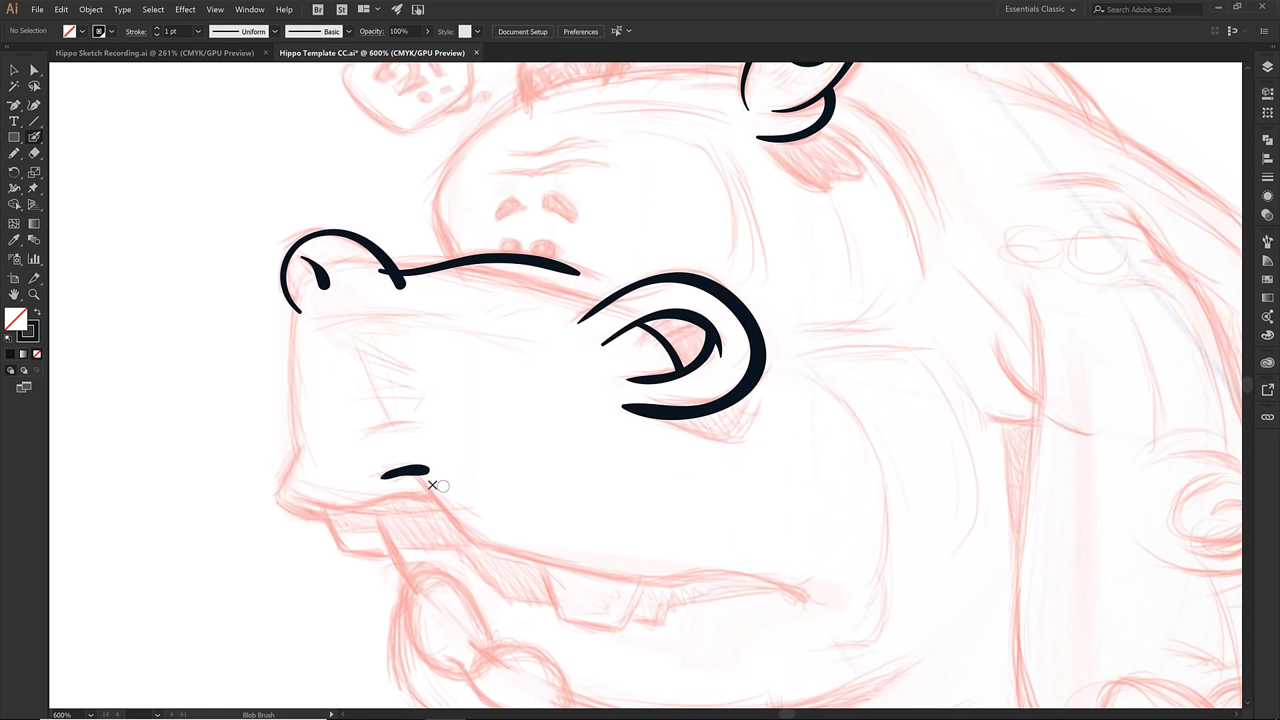 Ai File Edit Object Type Select Effect View Window Help Br St Essentials Classic Search Adobe Stock
No Selection Stroke: 1 pt Uniform Basic Opacity: 100% Style: Document Setup Preferences
Hippo Sketch Recording.ai @ 261% (CMYK/GPU Preview) × Hippo Template CC.ai* @ 600% (CMYK/GPU Preview) ×
?!
600% Blob Brush